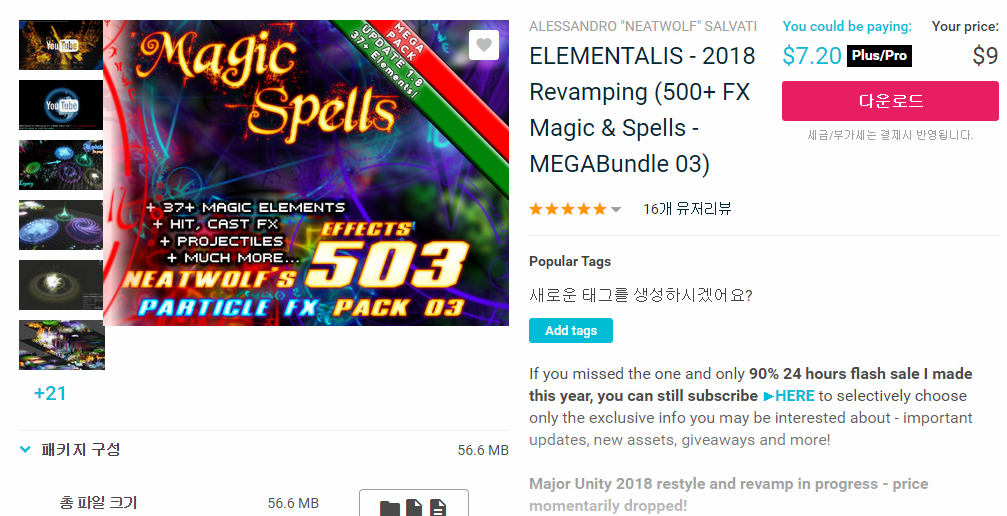 YouTube
YouTube
Magic
Spells
MEGA
PACK
UPDATE 1.8
37+ Elements!
+ 37+ MAGIC ELEMENTS
+ HIT, CAST FX
+ PROJECTILES
+ MUCH MORE...
EFFECTS
503
NEATWOLF'S
PARTICLE FX PACK 03
+21
패키지 구성
56.6 MB
총 파일 크기
56.6 MB
ALESSANDRO "NEATWOLF" SALVATI
ELEMENTALIS - 2018
Revamping (500+ FX
Magic & Spells -
MEGABundle 03)
You could be paying:
Your price:
$7.20 Plus/Pro
$9
다운로드
세금/부가세는 결제시 반영됩니다.
16개 유저리뷰
Popular Tags
새로운 태그를 생성하시겠어요?
Add tags
If you missed the one and only 90% 24 hours flash sale I made
this year, you can still subscribe ►HERE to selectively choose
only the exclusive info you may be interested about - important
updates, new assets, giveaways and more!
Major Unity 2018 restyle and revamp in progress - price
momentarily dropped!